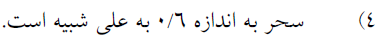 ۴) سحر به اندازه ۰/۶ به علی شبیه است.